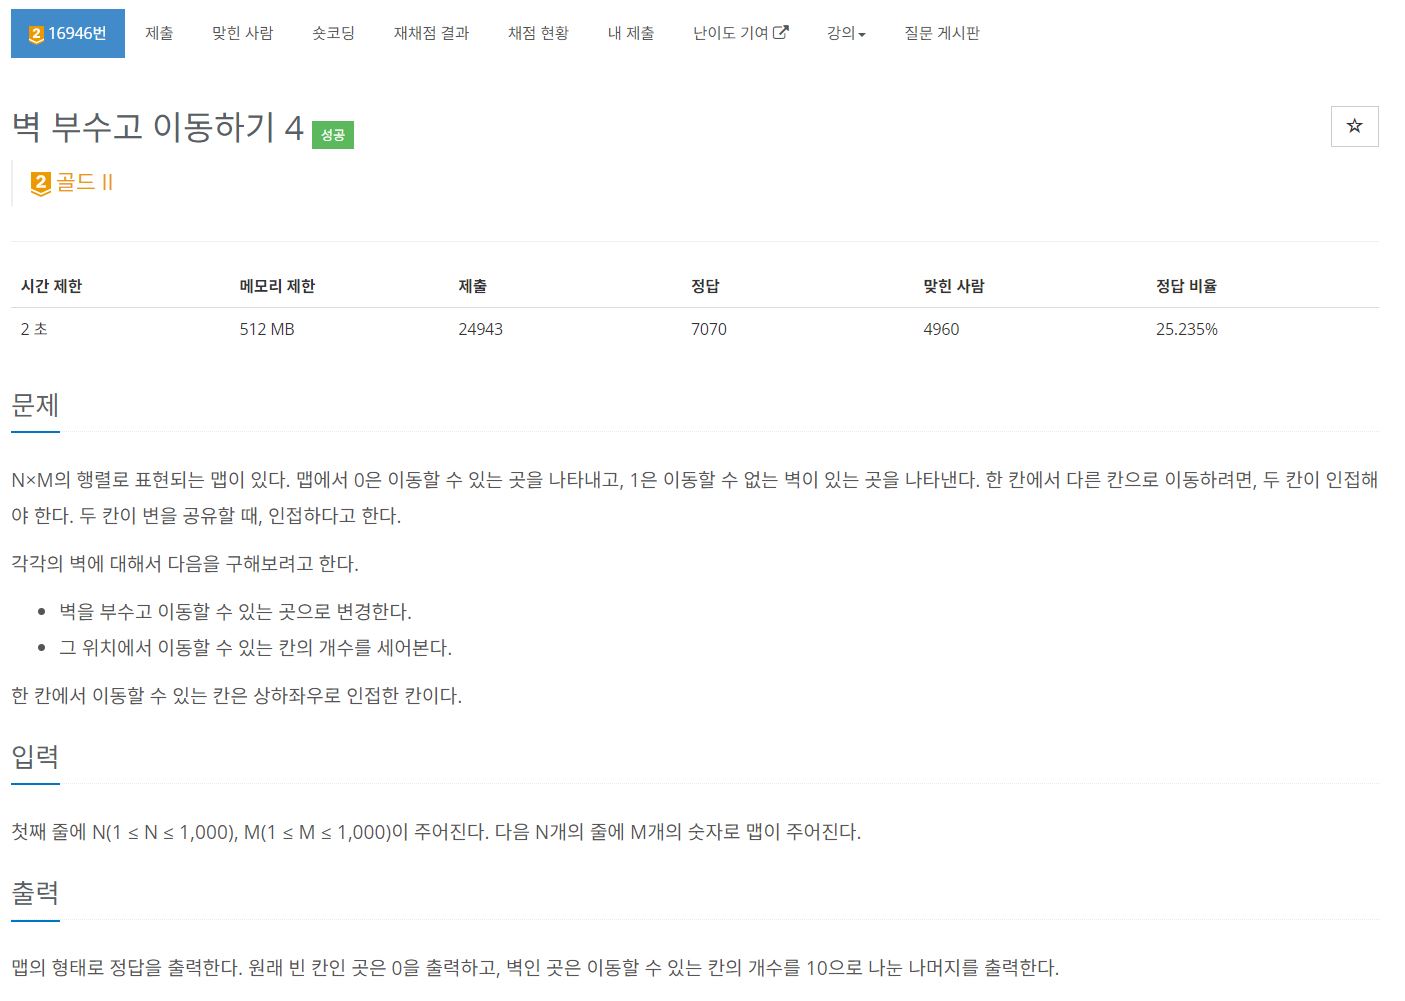 2 16946번 제출 맞힌 사람 숏코딩 재채점 결과 채점 현황 내 제출 난이도 기여 강의 질문 게시판
벽 부수고 이동하기 4 성공
2 골드 II
시간 제한 메모리 제한 제출 정답 맞힌 사람 정답 비율
2 초 512 MB 24943 7070 4960 25.235%
문제
N×M의 행렬로 표현되는 맵이 있다. 맵에서 0은 이동할 수 있는 곳을 나타내고, 1은 이동할 수 없는 벽이 있는 곳을 나타낸다. 한 칸에서 다른 칸으로 이동하려면, 두 칸이 인접해
야 한다. 두 칸이 변을 공유할 때, 인접하다고 한다.
각각의 벽에 대해서 다음을 구해보려고 한다.
• 벽을 부수고 이동할 수 있는 곳으로 변경한다.
• 그 위치에서 이동할 수 있는 칸의 개수를 세어본다.
한 칸에서 이동할 수 있는 칸은 상하좌우로 인접한 칸이다.
입력
첫째 줄에 N(1 ≤ N ≤ 1,000), M(1 ≤ M ≤ 1,000)이 주어진다. 다음 N개의 줄에 M개의 숫자로 맵이 주어진다.
출력
맵의 형태로 정답을 출력한다. 원래 빈 칸인 곳은 0을 출력하고, 벽인 곳은 이동할 수 있는 칸의 개수를 10으로 나눈 나머지를 출력한다.